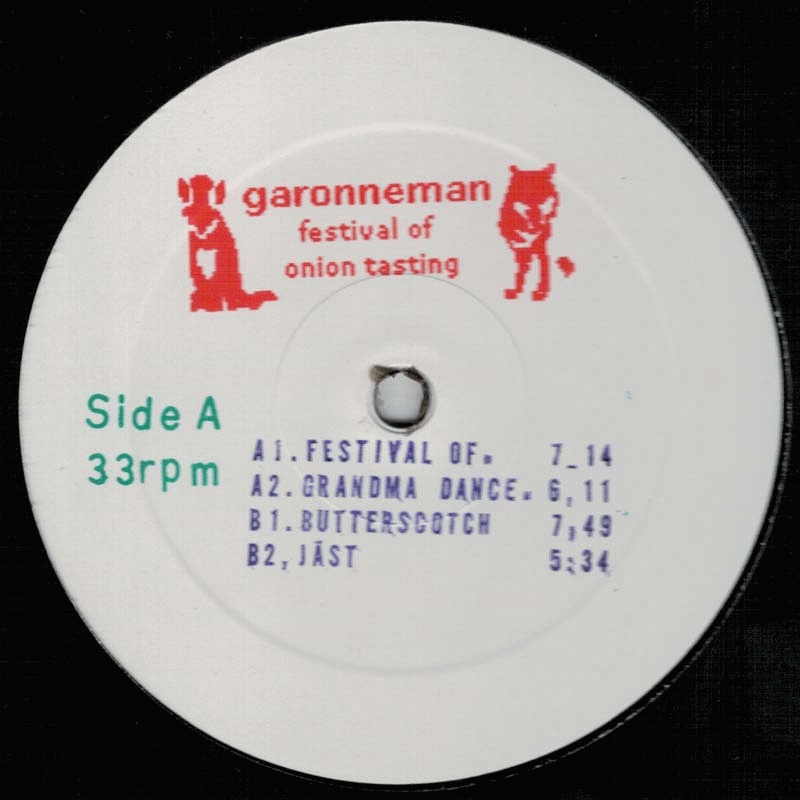 garonneman
festival of
onion tasting
Side A
33rpm
A1.FESTIVAL OF. 7_14
A2.GRANDMA DANCE. 6,11
B1.BUTTERSCOTCH 7,49
B2,JÄST 5:34